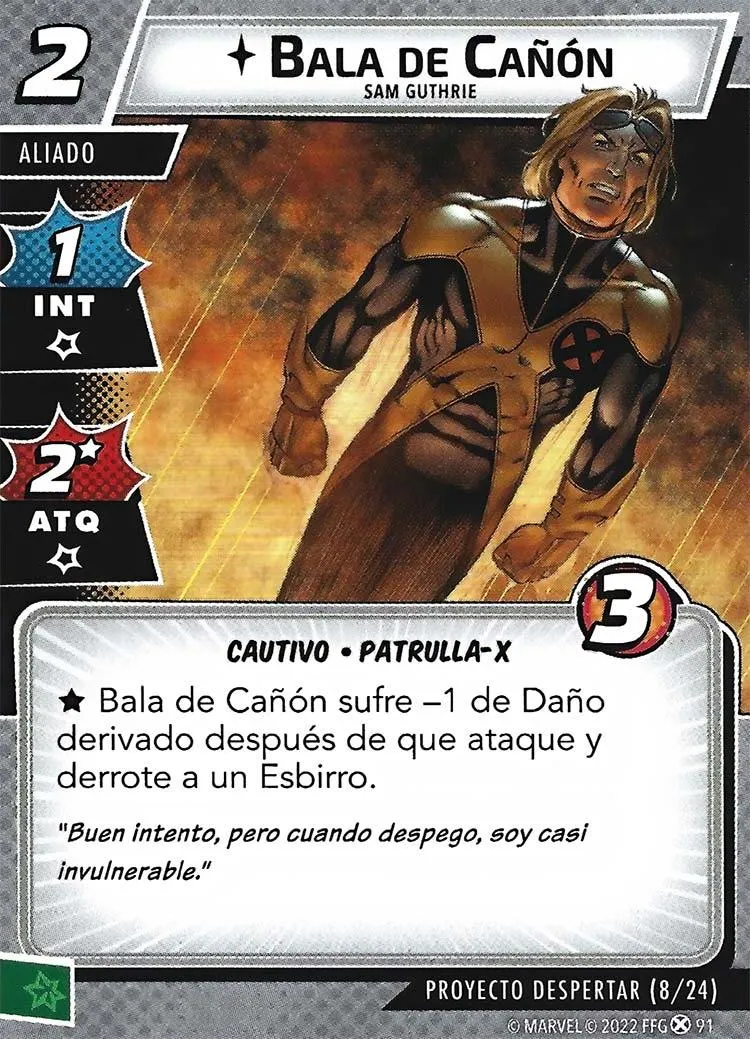 2
BALA DE CAÑÓN
SAM GUTHRIE
ALIADO
1
INT
2
ATQ
3
CAUTIVO • PATRULLA-X
★ Bala de Cañón sufre –1 de Daño
derivado después de que ataque y
derrote a un Esbirro.
"Buen intento, pero cuando despego, soy casi
invulnerable."
PROYECTO DESPERTAR (8/24)
© MARVEL © 2022 FFG 91